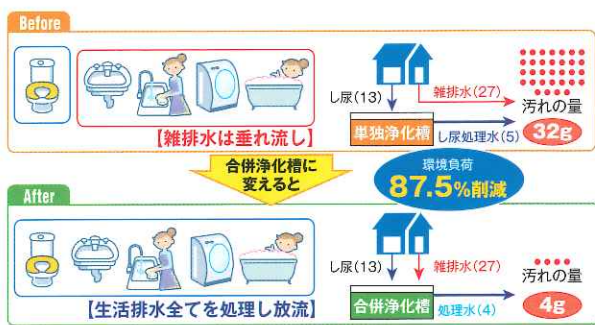 Before
し尿(13)
雑排水(27)
汚れの量
【雑排水は垂れ流し】
単独浄化槽
し尿処理水(5)
32g
合併浄化槽に
変えると
環境負荷
87.5%削減
After
し尿(13)
雑排水(27)
汚れの量
【生活排水全てを処理し放流】
合併浄化槽
処理水(4)
4g